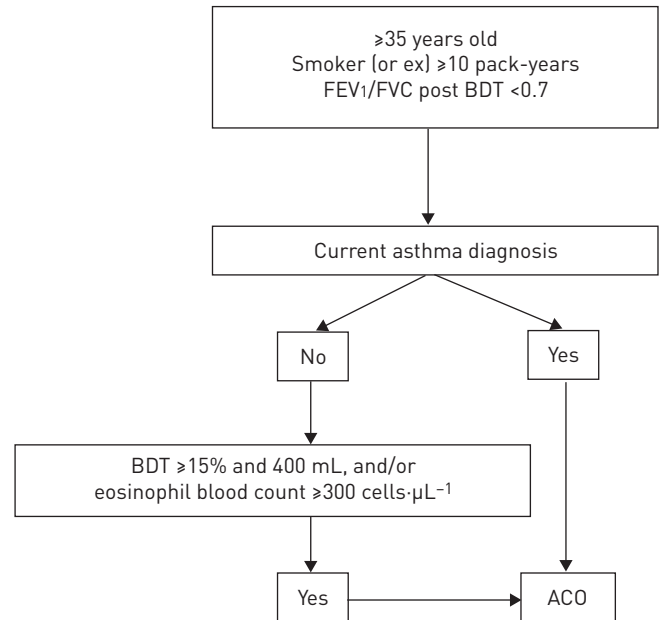 ⩾35 years old
Smoker (or ex) ⩾10 pack-years
FEV1/FVC post BDT <0.7
Current asthma diagnosis
No
Yes
BDT ⩾15% and 400 mL, and/or
eosinophil blood count ⩾300 cells·µL⁻¹
Yes
ACO